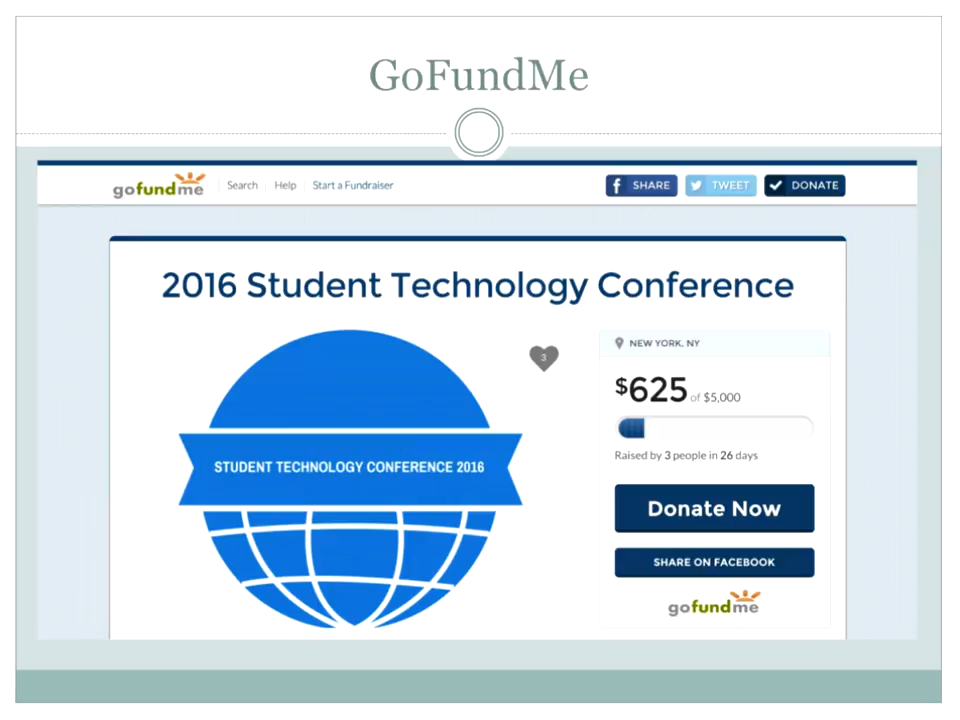 GoFundMe
gofundme Search Help Start a Fundraiser SHARE TWEET DONATE
2016 Student Technology Conference
3
NEW YORK, NY
$625 of $5,000
Raised by 3 people in 26 days
STUDENT TECHNOLOGY CONFERENCE 2016
Donate Now
SHARE ON FACEBOOK
gofundme